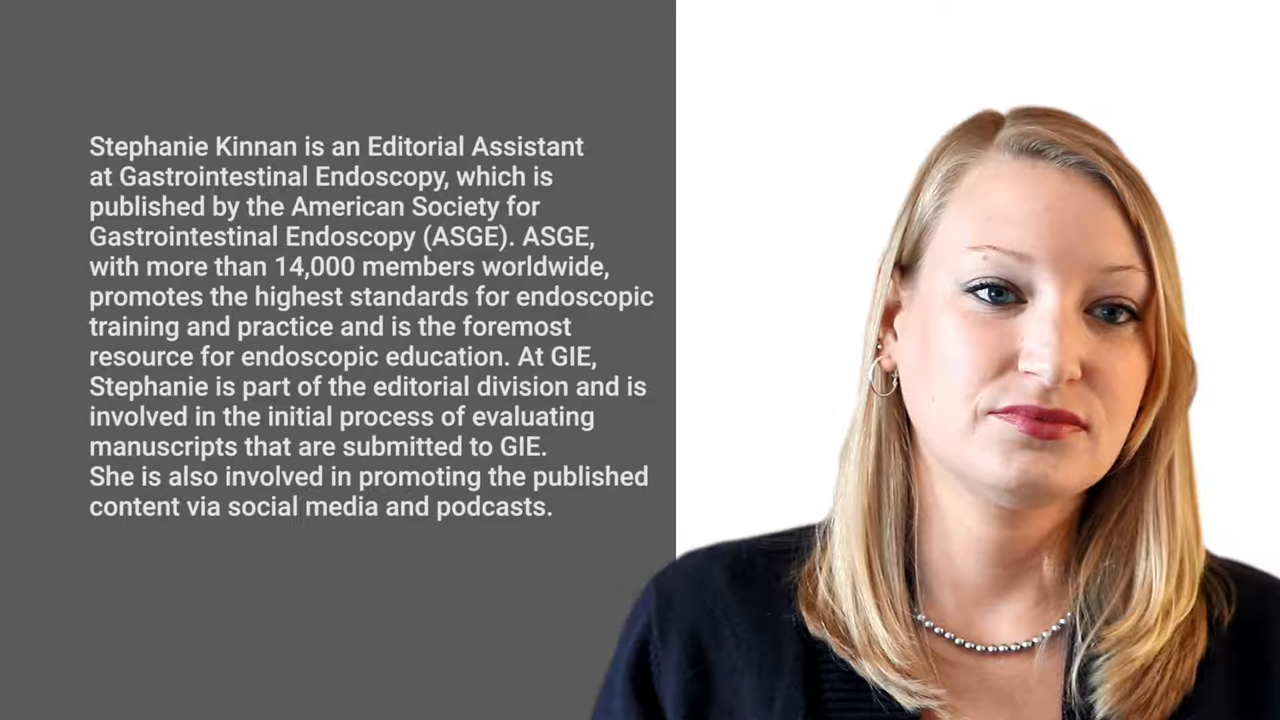 Stephanie Kinnan is an Editorial Assistant
at Gastrointestinal Endoscopy, which is
published by the American Society for
Gastrointestinal Endoscopy (ASGE). ASGE,
with more than 14,000 members worldwide,
promotes the highest standards for endoscopic
training and practice and is the foremost
resource for endoscopic education. At GIE,
Stephanie is part of the editorial division and is
involved in the initial process of evaluating
manuscripts that are submitted to GIE.
She is also involved in promoting the published
content via social media and podcasts.